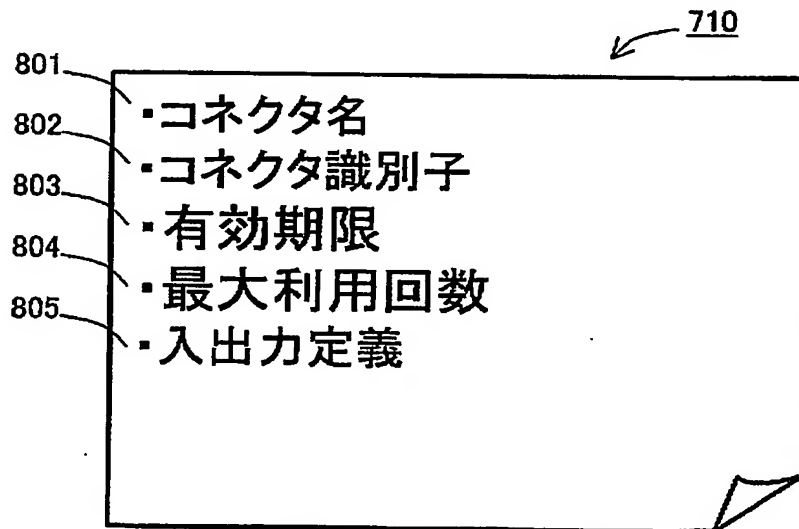 710
801 ・コネクタ名
802 ・コネクタ識別子
803 ・有効期限
804 ・最大利用回数
805 ・入出力定義